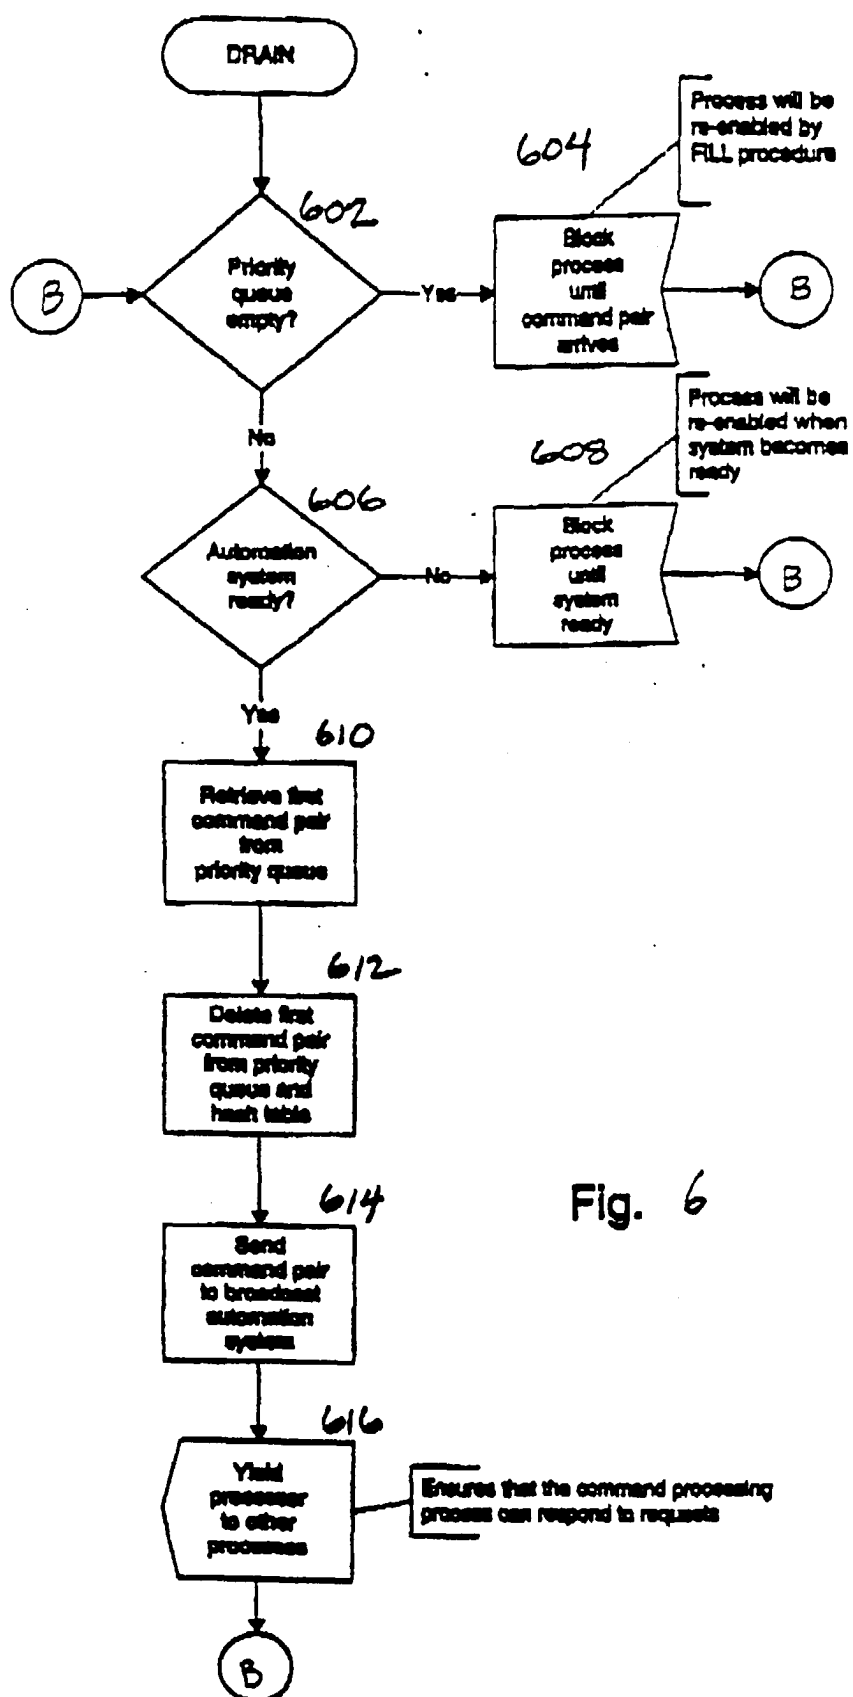 DRAIN
Process will be
re-enabled by
FILL procedure
604
602
Block
process
until
command pair
arrives
Priority
queue
empty?
B
Yes
B
Process will be
re-enabled when
system becomes
ready
No
608
606
Block
process
until
system
ready
Automation
system
ready?
No
B
Yes
610
Retrieve first
command pair
from
priority queue
612
Delete first
command pair
from priority
queue and
hash table
Fig. 6
614
Send
command pair
to broadcast
automation
system
616
Yield
processor
to other
processes
Ensures that the command processing
process can respond to requests
B